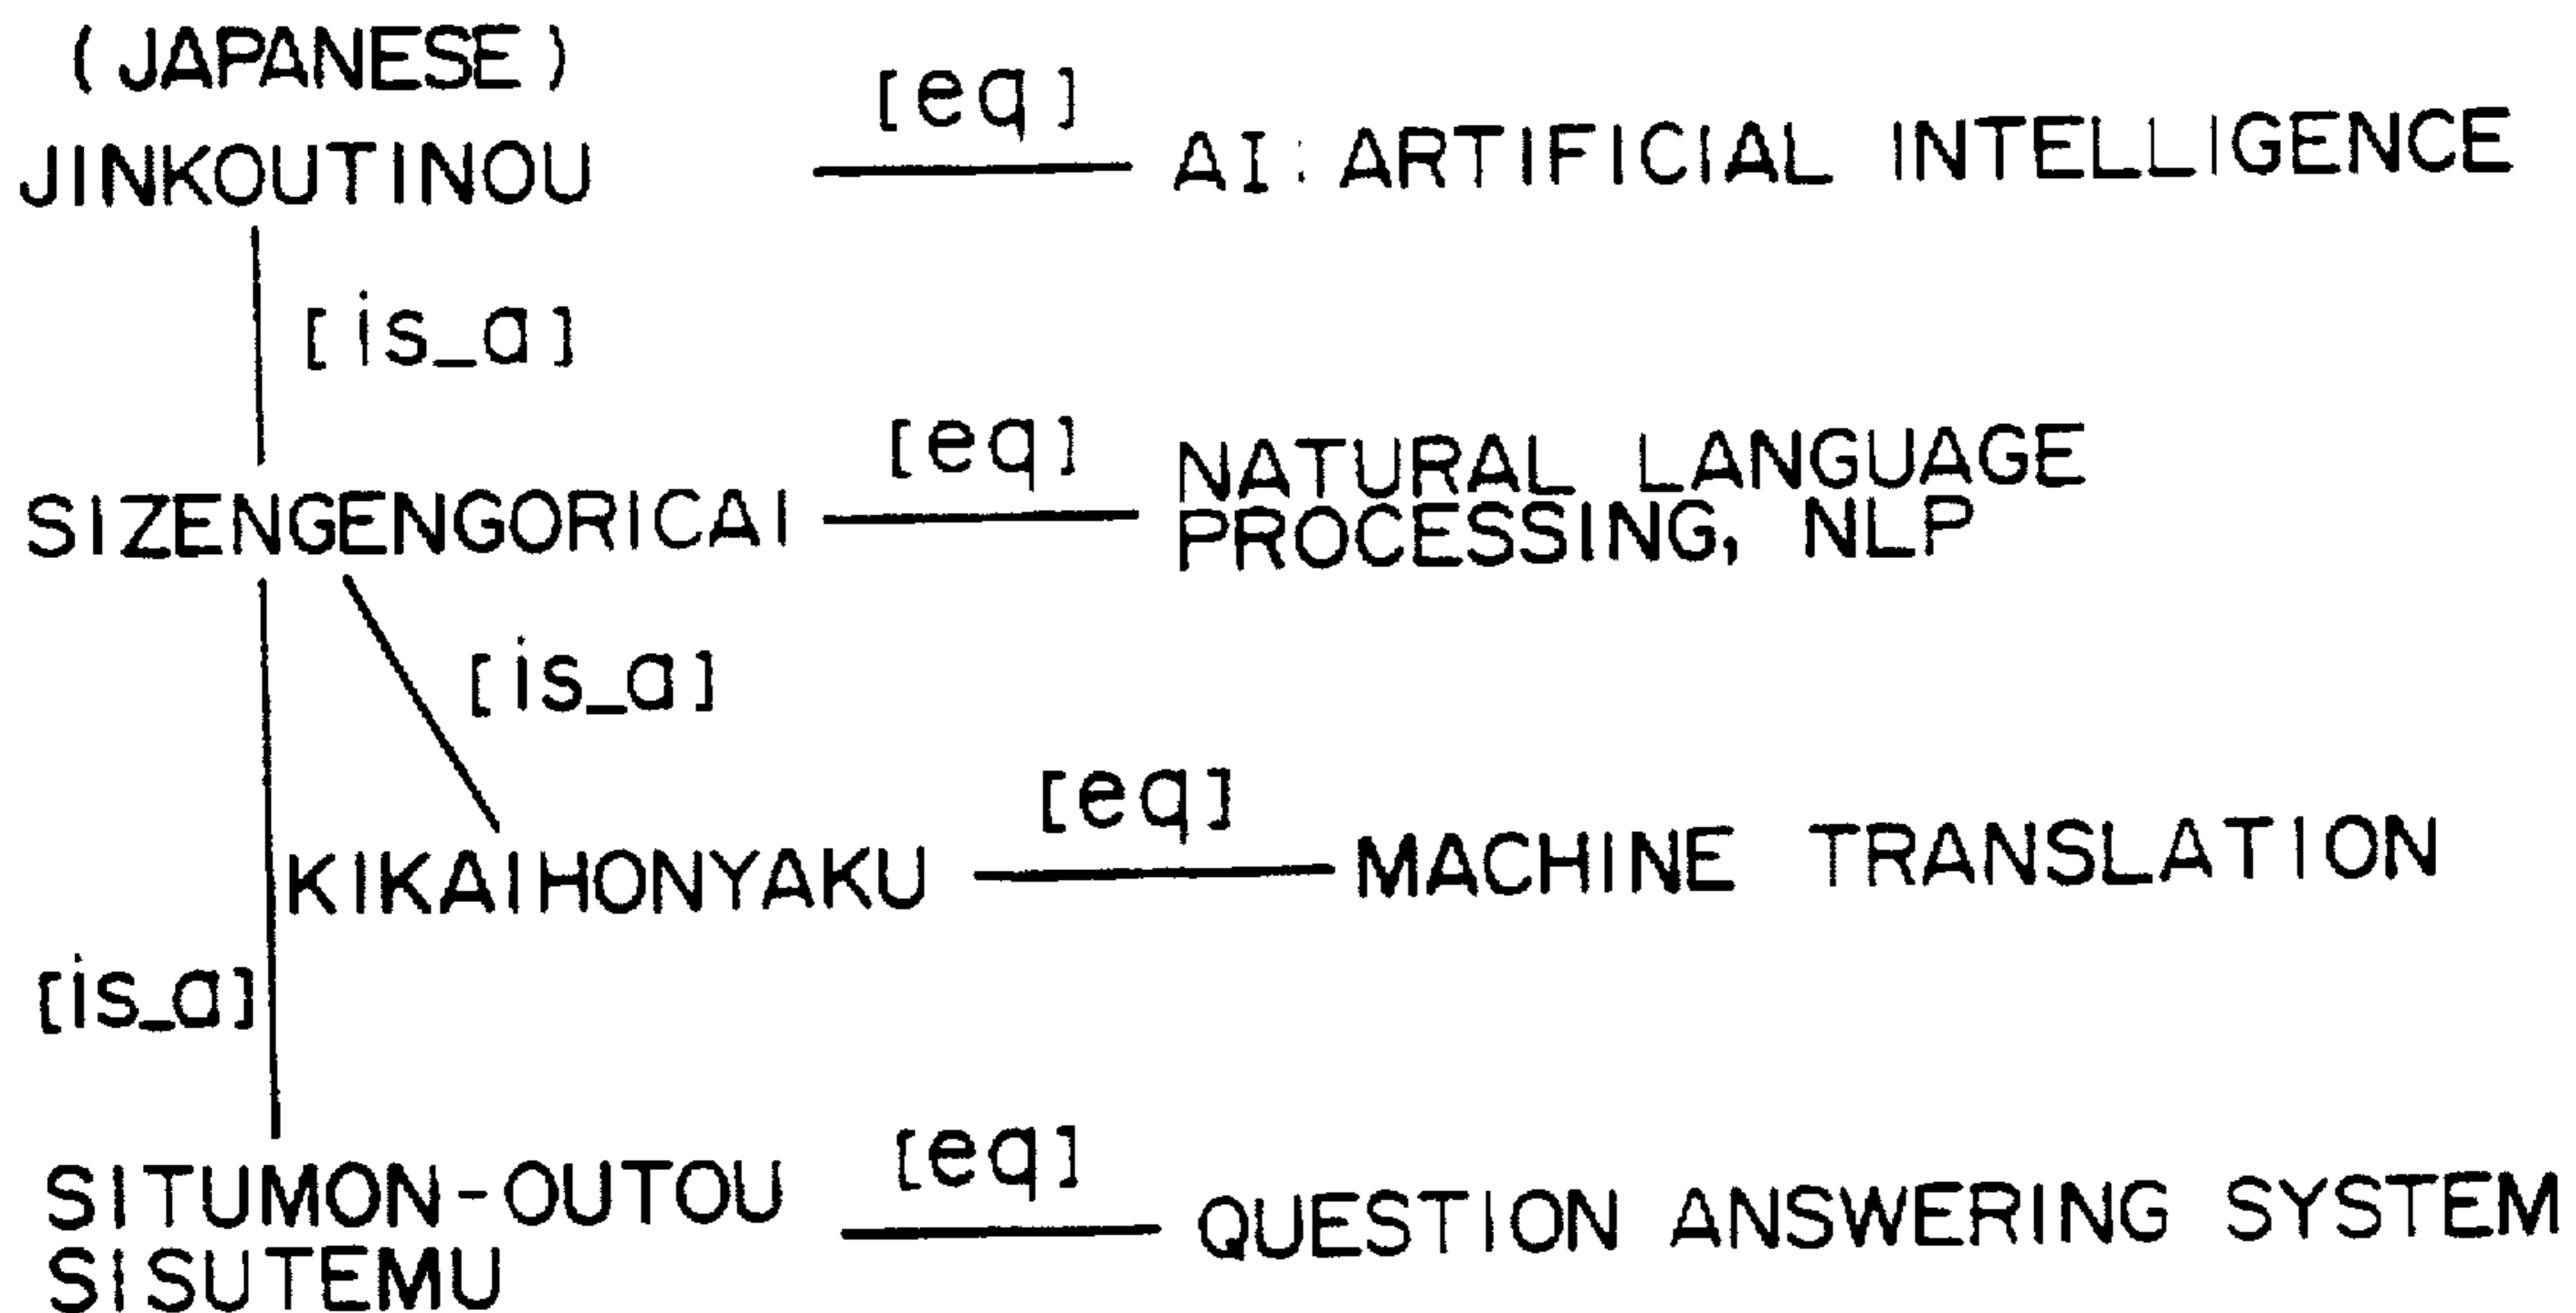 (JAPANESE)
[eq]
JINKOUTINOU
AI: ARTIFICIAL INTELLIGENCE
[is_a]
[eq]
NATURAL LANGUAGE
SIZENGENGORICAI
PROCESSING, NLP
[is_a]
[eq]
KIKAIHONYAKU
MACHINE TRANSLATION
[is_a]
[eq]
SITUMON-OUTOU
QUESTION ANSWERING SYSTEM
SISUTEMU